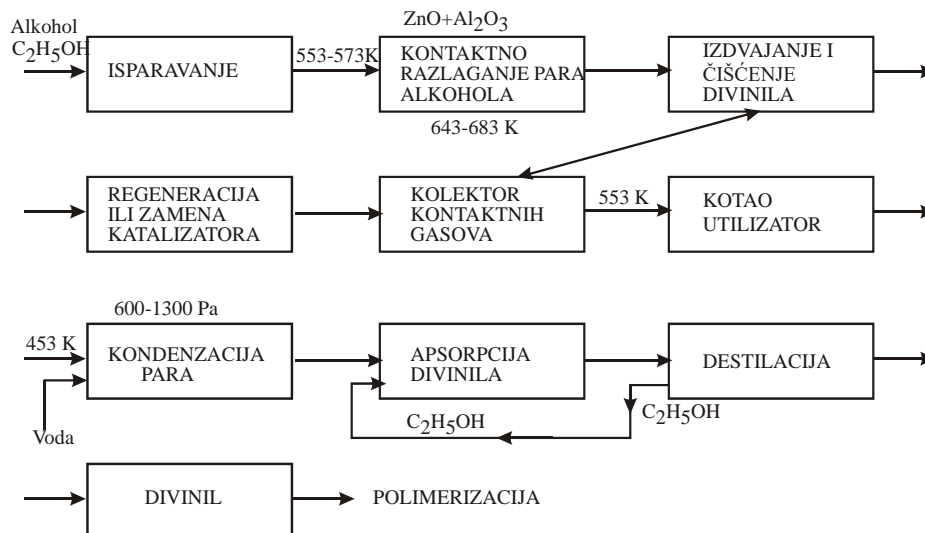 Alkohol
C₂H₅OH
ISPARAVANJE
553-573K
ZnO+Al₂O₃
KONTAKTNO
RAZLAGANJE PARA
ALKOHOLA
643-683 K
IZDVAJANJE I
ČIŠĆENJE
DIVINILA
REGENERACIJA
ILI ZAMENA
KATALIZATORA
KOLEKTOR
KONTAKTNIH
GASOVA
553 K
KOTAO
UTILIZATOR
600-1300 Pa
453 K
KONDENZACIJA
PARA
Voda
APSORPCIJA
DIVINILA
C₂H₅OH
DESTILACIJA
C₂H₅OH
DIVINIL
POLIMERIZACIJA